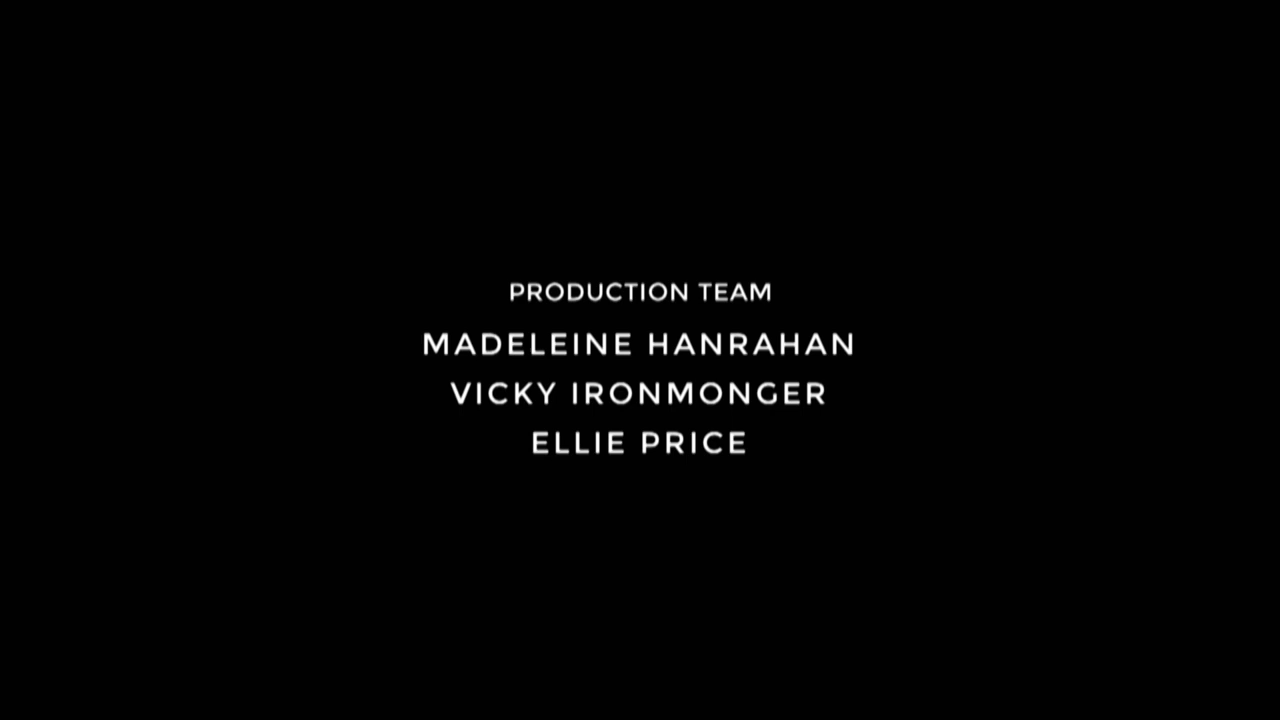 PRODUCTION TEAM
MADELEINE HANRAHAN
VICKY IRONMONGER
ELLIE PRICE